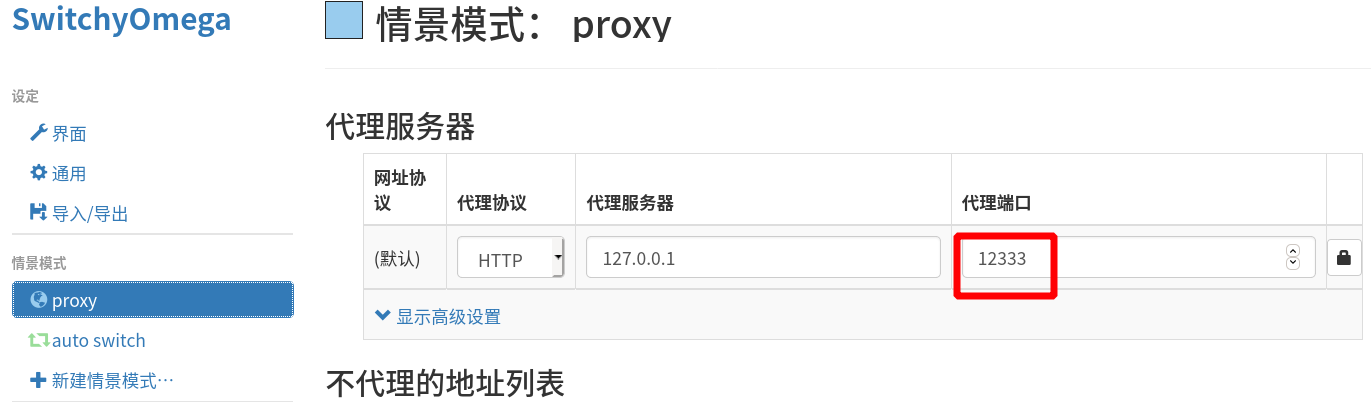 SwitchyOmega
设定
界面
通用
导入/导出
情景模式
proxy
auto switch
新建情景模式…
情景模式： proxy
代理服务器
网址协议 代理协议 代理服务器 代理端口
(默认) HTTP 127.0.0.1 12333
显示高级设置
不代理的地址列表